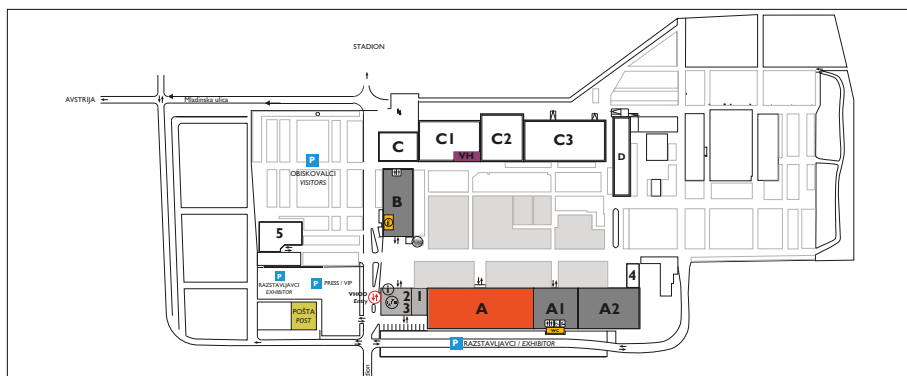 STADION
AVSTRIJA
Mladinska ulica
C
C1
C2
C3
VH
D
P
OBISKOVALCI
VISITORS
B
i
5
P
RAZSTAVLJAVCI
EXHIBITOR
P PRESS / VIP
VHOD
Entry
i
2
3
1
A
A1
A2
4
WC
POŠTA
POST
P RAZSTAVLJAVCI / EXHIBITOR